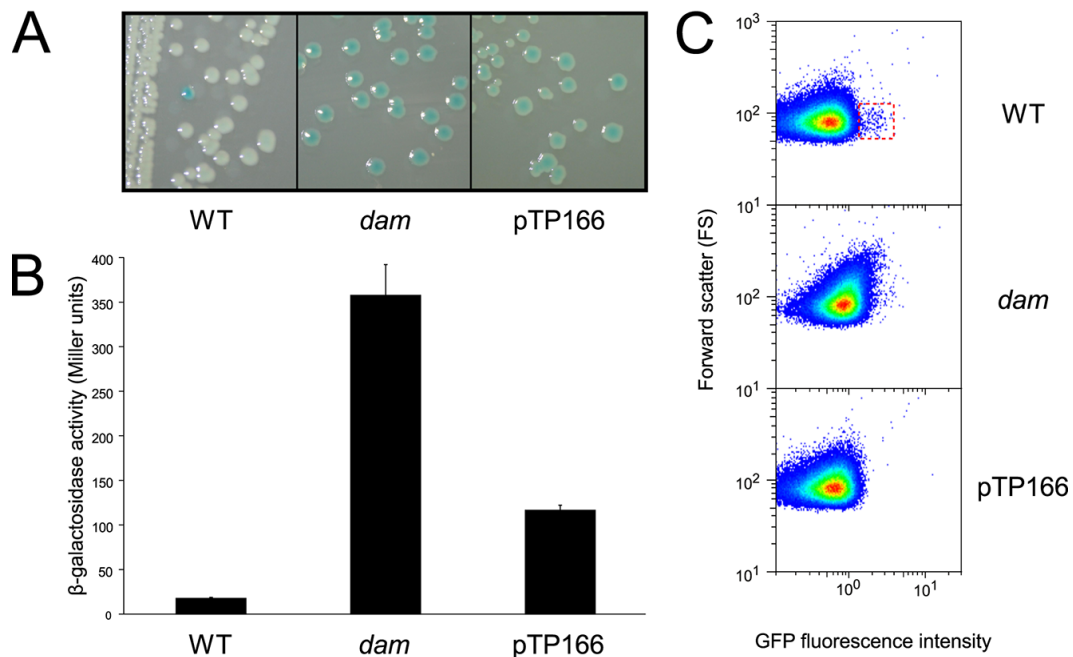 A
WT
dam
pTP166
B
β-galactosidase activity (Miller units)
400
350
300
250
200
150
100
50
0
WT
dam
pTP166
C
Forward scatter (FS)
10³
10²
10¹
WT
10²
10¹
dam
10²
10¹
pTP166
10⁰
10¹
GFP fluorescence intensity